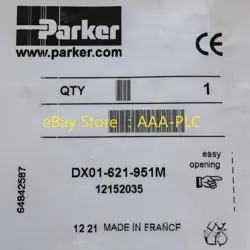 Parker
www.parker.com
CE
QTY
1
eBay Store : AAA-PLC
DX01-621-951M
12152035
easy
opening
64842587
12 21 MADE IN FRANCE